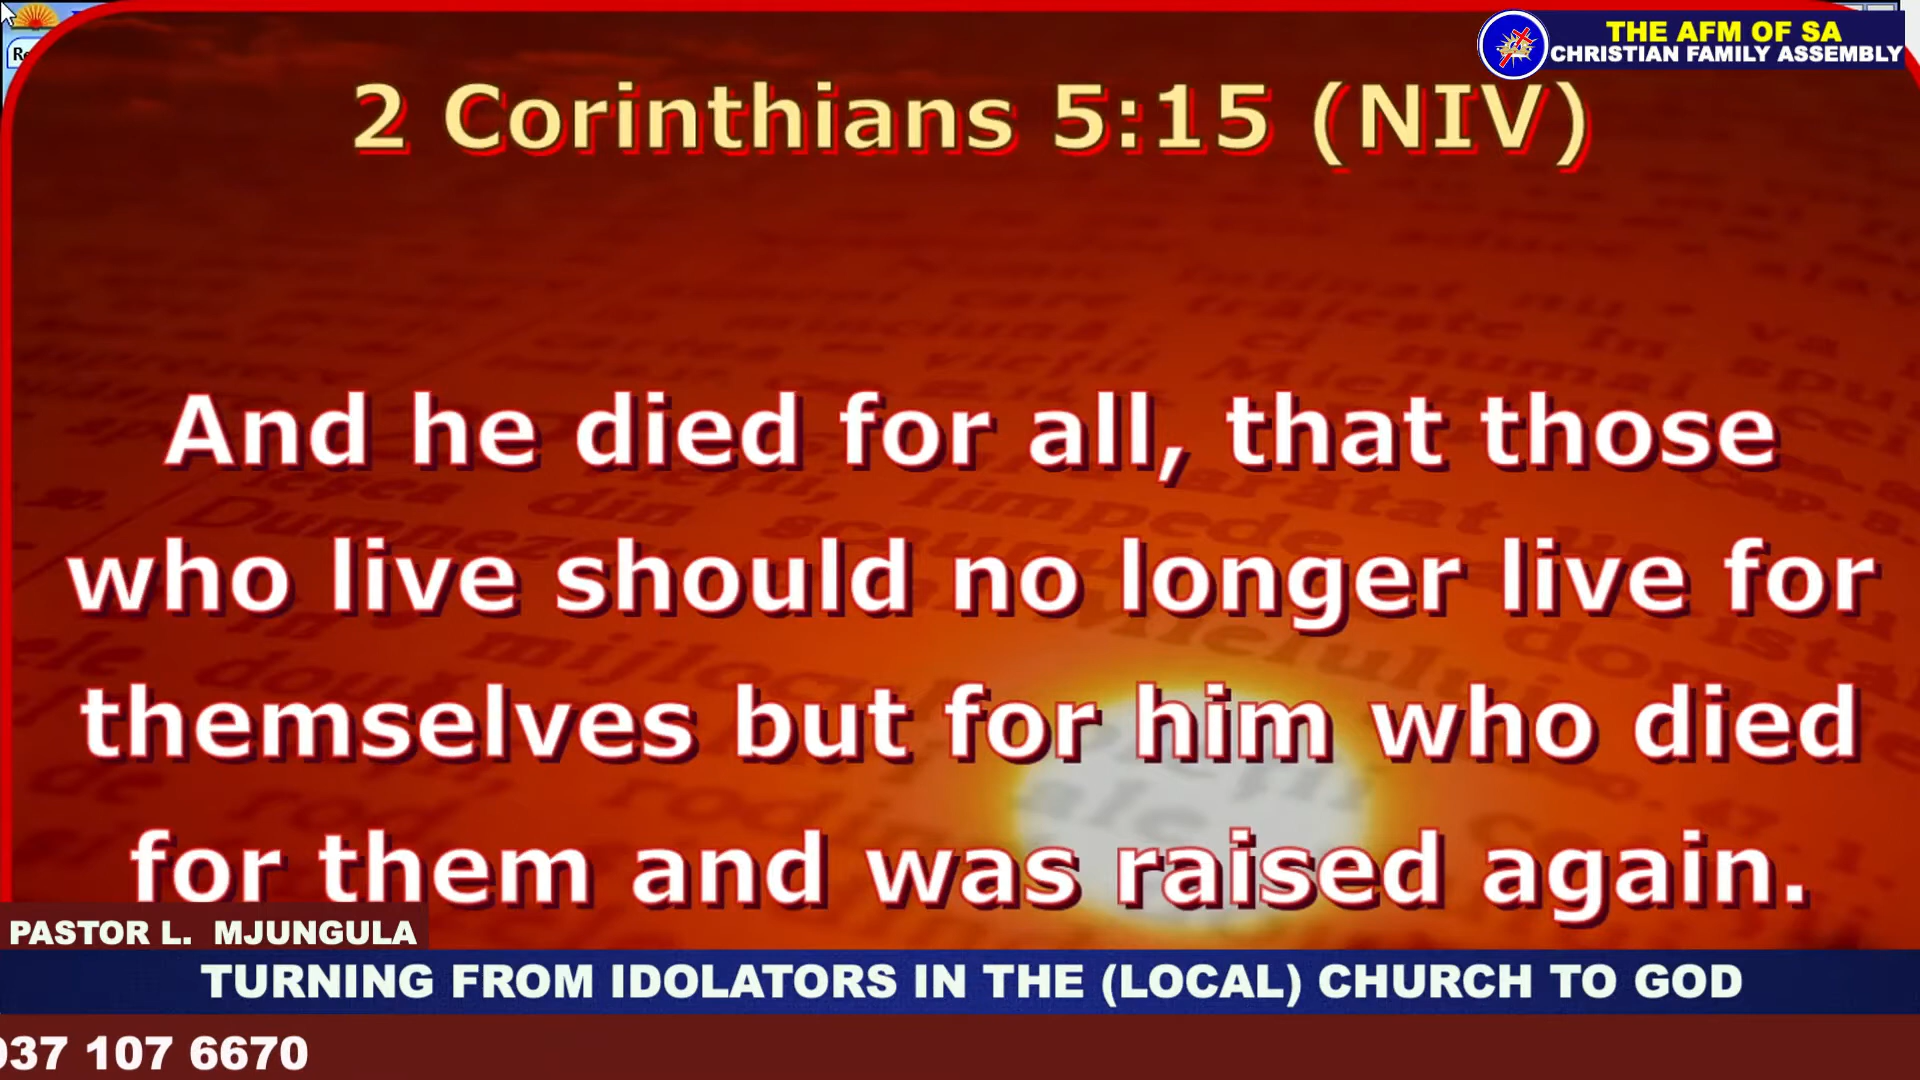 THE AFM OF SA
CHRISTIAN FAMILY ASSEMBLY
2 Corinthians 5:15 (NIV)
And he died for all, that those
who live should no longer live for
themselves but for him who died
for them and was raised again.
PASTOR L. MJUNGULA
TURNING FROM IDOLATORS IN THE (LOCAL) CHURCH TO GOD
37 107 6670